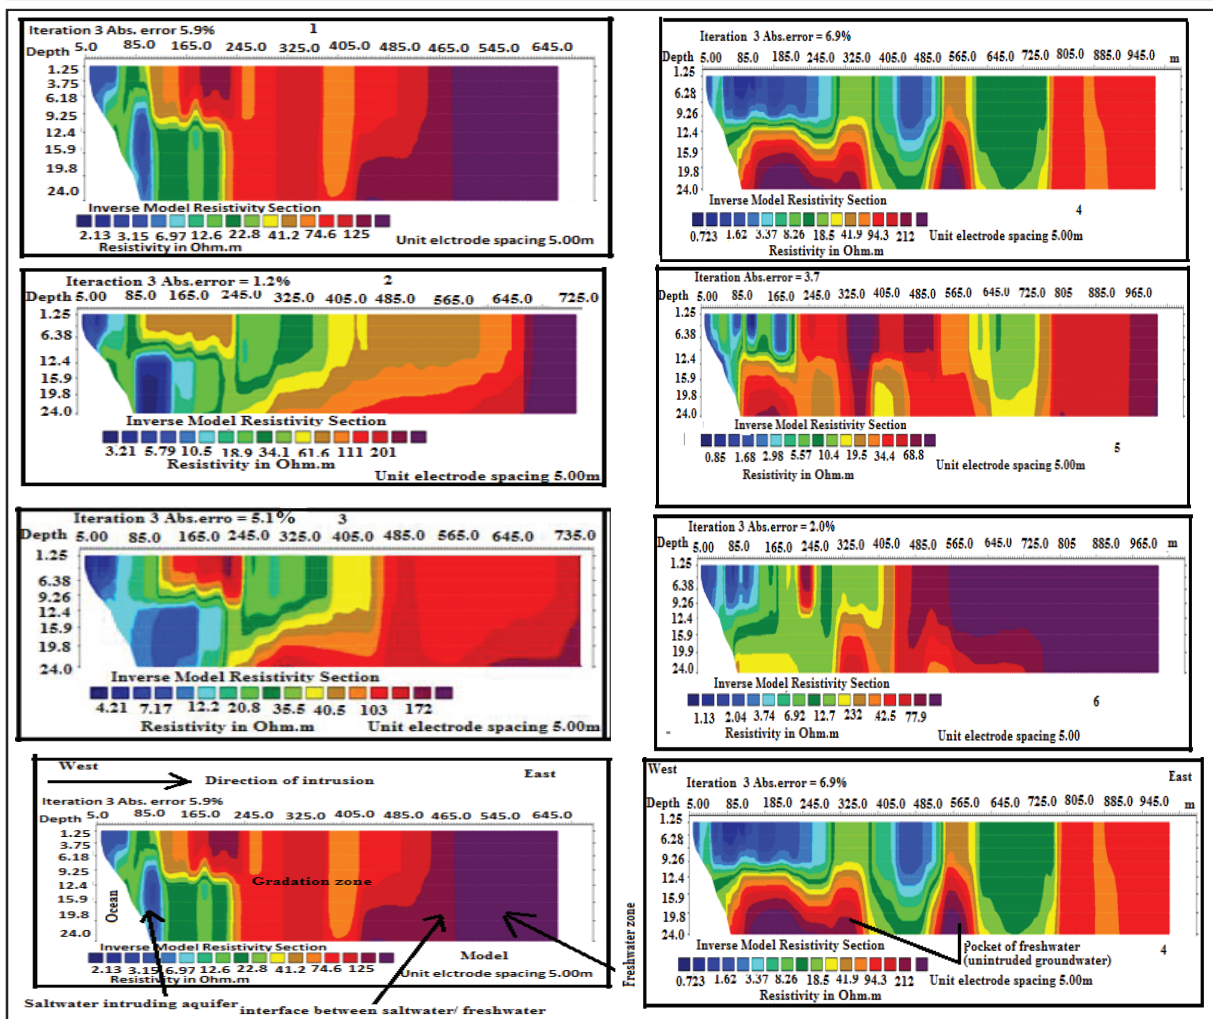 Iteration 3 Abs. error 5.9% 1
Depth 5.0 85.0 165.0 245.0 325.0 405.0 465.0 545.0 645.0
1.25
3.75
6.18
9.25
12.4
19.8
24.0
Inverse Model Resistivity Section
2.13 3.15 6.97 12.6 22.8 41.2 74.6 125
Resistivity in Ohm.m
Unit elctrode spacing 5.00m
Iteraction 3 Abs.error = 1.2% 2
Depth 5.00 85.0 165.0 245.0 325.0 405.0 485.0 565.0 645.0 725.0
1.25
6.38
12.4
15.9
19.8
24.0
Inverse Model Resistivity Section
3.21 5.79 10.5 18.9 34.1 61.6 111 201
Resistivity in Ohm.m
Unit electrode spacing 5.00m
Iteration 3 Abs.erro = 5.1% 3
Depth 5.00 85.0 165.0 245.0 325.0 405.0 485.0 565.0 645.0 735.0
1.25
6.38
9.26
12.4
15.9
19.8
24.0
Inverse Model Resistivity Section
4.21 7.17 12.2 20.8 35.5 40.5 103 172
Resistivity in Ohm.m
Unit electrode spacing 5.00m
West
Direction of intrusion
East
Iteration 3 Abs. error 5.9%
Depth 5.0 85.0 165.0 245.0 325.0 405.0 465.0 545.0 645.0
1.25
3.75
6.18
9.25
12.4
15.9
19.8
24.0
Ocean
Gradation zone
Inverse Model Resistivity Section
Model
2.13 3.15 6.97 12.6 22.8 41.2 74.6 125
Unit elctrode spacing 5.00m
Resistivity in Ohm.m
Saltwater intruding aquifer
interface between saltwater/ freshwater
Freshwater zone
Iteration 3 Abs.error = 6.9%
Depth 5.00 85.0 185.0 245.0 325.0 405.0 485.0 565.0 645.0 725.0 805.0 885.0 945.0 m
1.25
6.28
9.26
12.4
15.9
19.8
24.0
Inverse Model Resistivity Section
4
0.723 1.62 3.37 8.26 18.5 41.9 94.3 212
Unit electrode spacing 5.00m
Resistivity in Ohm.m
Iteration Abs.error = 3.7
Depth 5.00 85.0 165.0 245.0 325.0 405.0 485.0 565.0 645.0 725.0 805 885.0 965.0
1.25
6.38
12.4
15.9
19.8
24.0
Inverse Model Resistivity Section
5
0.85 1.68 2.98 5.57 10.4 19.5 34.4 68.8
Unit electrode spacing 5.00m
Resistivity in Ohm.m
Iteration 3 Abs.error = 2.0%
Depth 5.00 85.0 165.0 245.0 325.0 405.0 485.0 565.0 645.0 725.0 805 885.0 965.0 m
1.25
6.38
9.26
12.4
15.9
19.9
24.0
Inverse Model Resistivity Section
6
1.13 2.04 3.74 6.92 12.7 232 42.5 77.9
Resistivity in Ohm.m
Unit electrode spacing 5.00
West
East
Iteration 3 Abs.error = 6.9%
Depth 5.00 85.0 185.0 245.0 325.0 405.0 485.0 565.0 645.0 725.0 805.0 885.0 945.0 m
1.25
6.28
9.26
12.4
15.9
19.8
24.0
Inverse Model Resistivity Section
Pocket of freshwater
(unintruded groundwater)
4
0.723 1.62 3.37 8.26 18.5 41.9 94.3 212
Unit electrode spacing 5.00m
Resistivity in Ohm.m